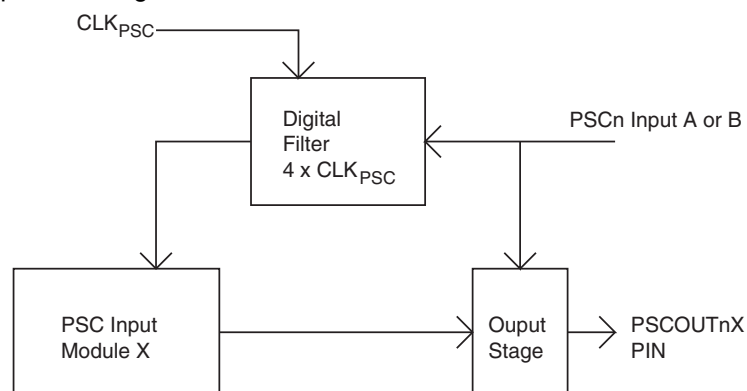 CLKPSC
Digital
Filter
4 x CLKPSC
PSCn Input A or B
PSC Input
Module X
Ouput
Stage
PSCOUTnX
PIN